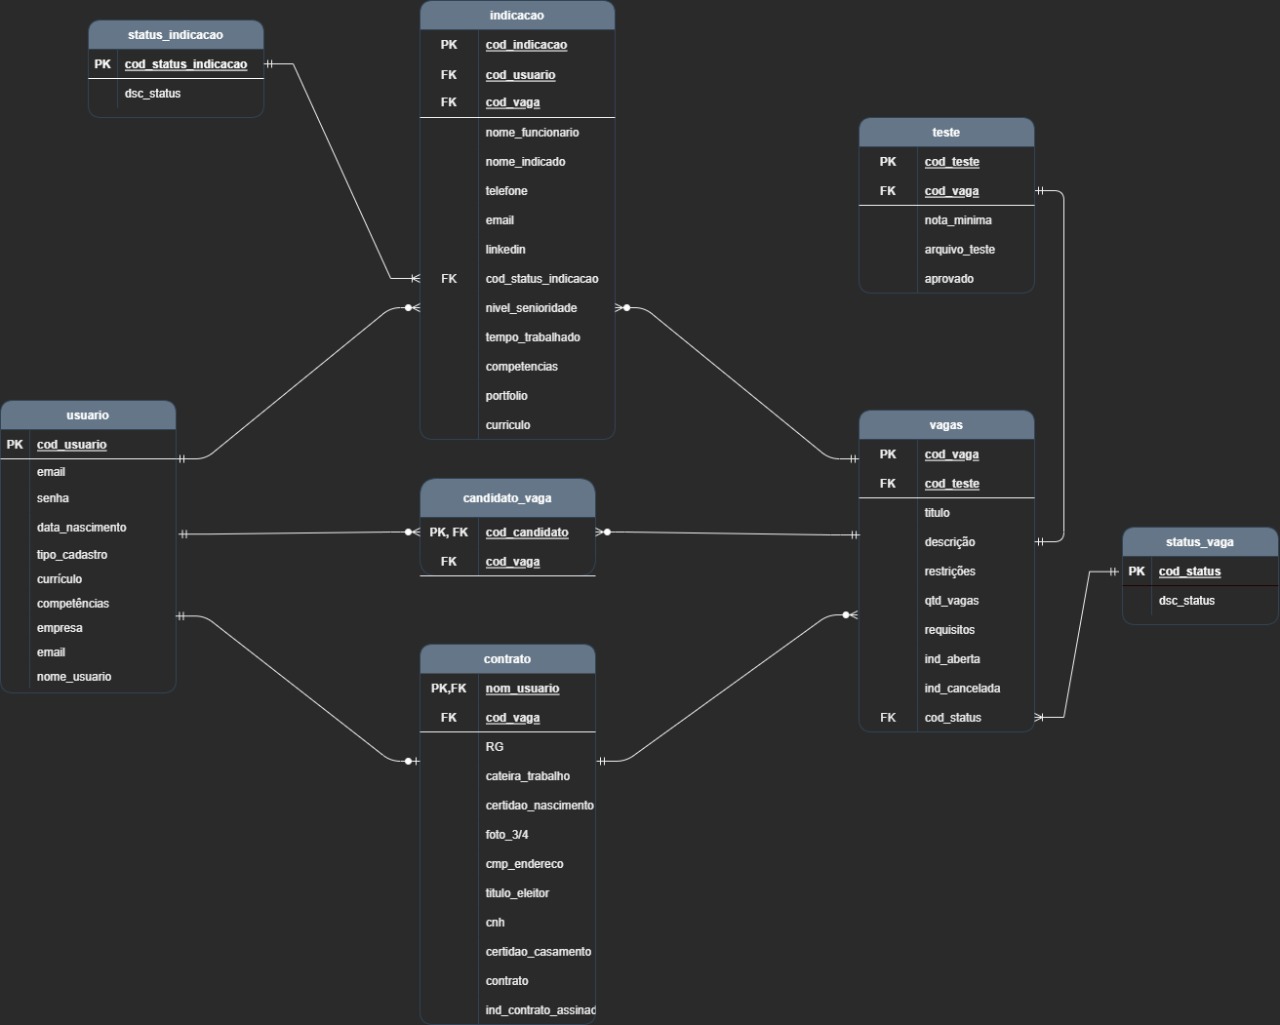 status_indicacao
PK cod_status_indicacao
dsc_status
indicacao
PK cod_indicacao
FK cod_usuario
FK cod_vaga
nome_funcionario
nome_indicado
telefone
email
linkedin
FK cod_status_indicacao
nivel_senioridade
tempo_trabalhado
competencias
portfolio
curriculo
teste
PK cod_teste
FK cod_vaga
nota_minima
arquivo_teste
aprovado
usuario
PK cod_usuario
email
senha
data_nascimento
tipo_cadastro
currículo
competências
empresa
email
nome_usuario
candidato_vaga
PK, FK cod_candidato
FK cod_vaga
vagas
PK cod_vaga
FK cod_teste
titulo
descrição
restrições
qtd_vagas
requisitos
ind_aberta
ind_cancelada
FK cod_status
status_vaga
PK cod_status
dsc_status
contrato
PK,FK nom_usuario
FK cod_vaga
RG
cateira_trabalho
certidao_nascimento
foto_3/4
cmp_endereco
titulo_eleitor
cnh
certidao_casamento
contrato
ind_contrato_assinad